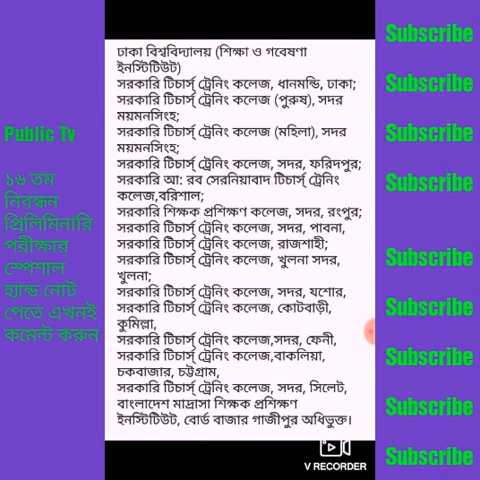 ঢাকা বিশ্ববিদ্যালয় (শিক্ষা ও গবেষণা
ইনস্টিটিউট)
সরকারি টিচার্স্ ট্রেনিং কলেজ, ধানমন্ডি, ঢাকা;
সরকারি টিচার্স্ ট্রেনিং কলেজ (পুরুষ), সদর
ময়মনসিংহ;
সরকারি টিচার্স্ ট্রেনিং কলেজ (মহিলা), সদর
ময়মনসিংহ;
সরকারি টিচার্স্ ট্রেনিং কলেজ, সদর, ফরিদপুর;
সরকারি আ: রব সেরনিয়াবাদ টিচার্স্ ট্রেনিং
কলেজ,বরিশাল;
সরকারি শিক্ষক প্রশিক্ষণ কলেজ, সদর, রংপুর;
সরকারি টিচার্স্ ট্রেনিং কলেজ, সদর, পাবনা,
সরকারি টিচার্স্ ট্রেনিং কলেজ, রাজশাহী;
সরকারি টিচার্স্ ট্রেনিং কলেজ, খুলনা সদর,
খুলনা;
সরকারি টিচার্স্ ট্রেনিং কলেজ, সদর, যশোর,
সরকারি টিচার্স্ ট্রেনিং কলেজ, কোটবাড়ী,
কুমিল্লা,
সরকারি টিচার্স্ ট্রেনিং কলেজ,সদর, ফেনী,
সরকারি টিচার্স্ ট্রেনিং কলেজ,বাকলিয়া,
চকবাজার, চট্টগ্রাম,
সরকারি টিচার্স্ ট্রেনিং কলেজ, সদর, সিলেট,
বাংলাদেশ মাদ্রাসা শিক্ষক প্রশিক্ষণ
ইনস্টিটিউট, বোর্ড বাজার গাজীপুর অধিভুক্ত।
V RECORDER
Public Tv
১৬ তম
নিবন্ধন
প্রিলিমিনারি
পরীক্ষার
স্পেশাল
হ্যান্ড নোট
পেতে এখনই
কমেন্ট করুন
Subscribe
Subscribe
Subscribe
Subscribe
Subscribe
Subscribe
Subscribe
Subscribe
Subscribe